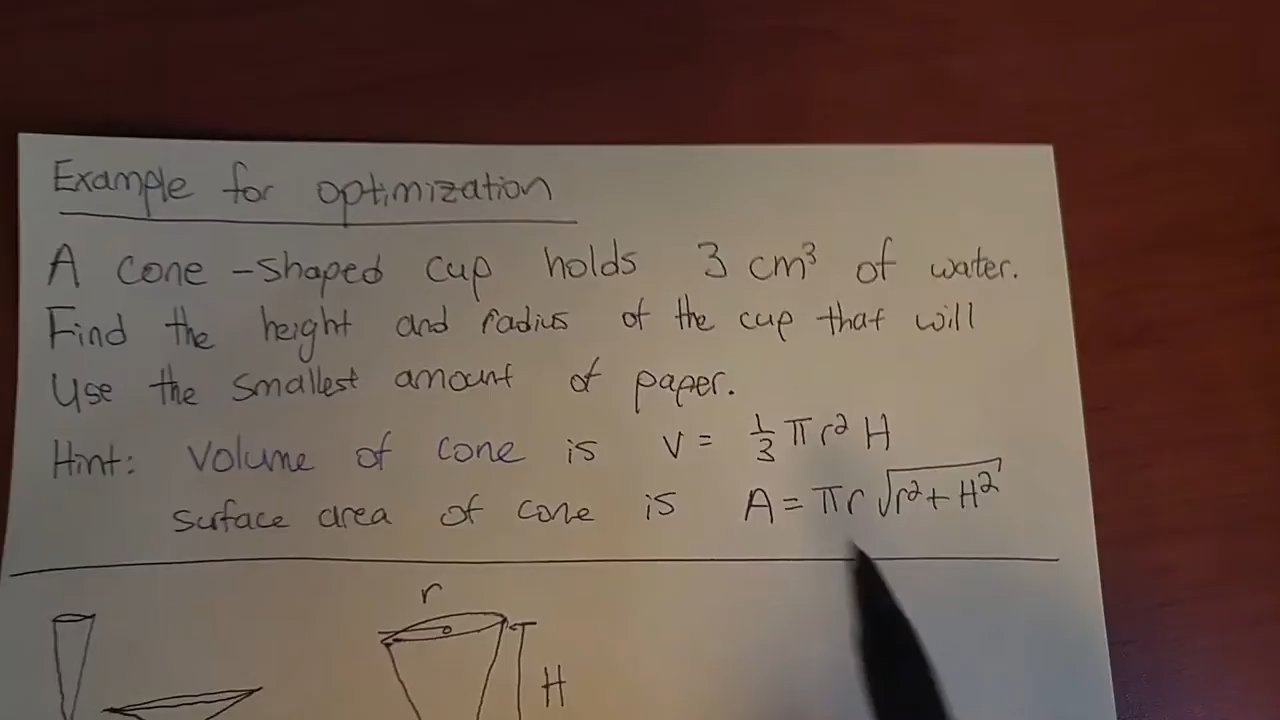 Example for optimization
A cone-shaped cup holds 3 cm³ of water.
Find the height and radius of the cup that will
Use the smallest amount of paper.
Hint: Volume of cone is V = 1/3 π r² H
surface area of cone is A = πr √(r² + H²)
r
H